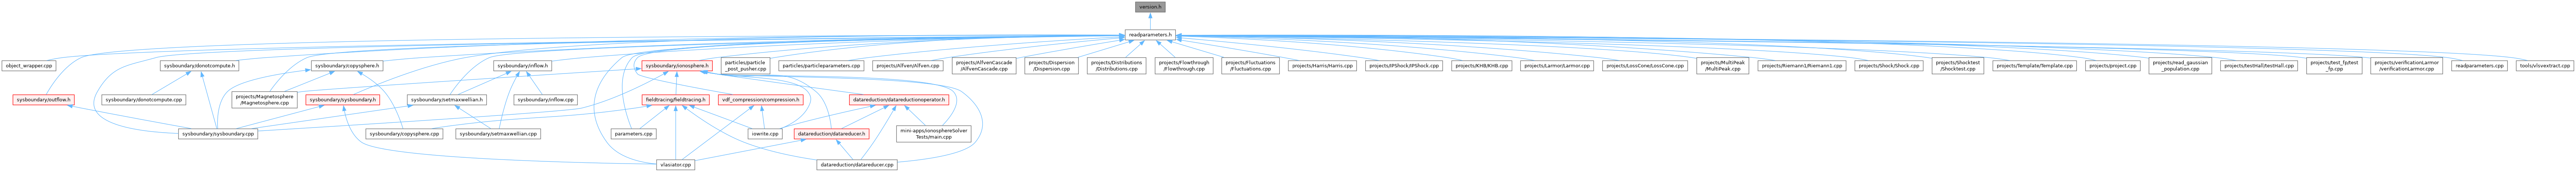 version.h
readparameters.h
object_wrapper.cpp
sysboundary/donotcompute.h
sysboundary/copysphere.h
sysboundary/inflow.h
sysboundary/ionosphere.h
particles/particle
_post_pusher.cpp
particles/particleparameters.cpp
projects/Alfven/Alfven.cpp
projects/AlfvenCascade
/AlfvenCascade.cpp
projects/Dispersion
/Dispersion.cpp
projects/Distributions
/Distributions.cpp
projects/Flowthrough
/Flowthrough.cpp
projects/Fluctuations
/Fluctuations.cpp
projects/Harris/Harris.cpp
projects/IPShock/IPShock.cpp
projects/KHB/KHB.cpp
projects/Larmor/Larmor.cpp
projects/LossCone/LossCone.cpp
projects/MultiPeak
/MultiPeak.cpp
projects/Riemann1/Riemann1.cpp
projects/Shock/Shock.cpp
projects/Shocktest
/Shocktest.cpp
projects/Template/Template.cpp
projects/project.cpp
projects/read_gaussian
_population.cpp
projects/testHall/testHall.cpp
projects/test_fp/test
_fp.cpp
projects/verificationLarmor
/verificationLarmor.cpp
readparameters.cpp
tools/vlsvextract.cpp
sysboundary/outflow.h
sysboundary/donotcompute.cpp
projects/Magnetosphere
/Magnetosphere.cpp
sysboundary/sysboundary.h
sysboundary/setmaxwellian.h
sysboundary/inflow.cpp
fieldtracing/fieldtracing.h
vdf_compression/compression.h
datareduction/datareductionoperator.h
sysboundary/sysboundary.cpp
sysboundary/copysphere.cpp
sysboundary/setmaxwellian.cpp
parameters.cpp
iowrite.cpp
datareduction/datareducer.h
mini-apps/ionosphereSolver
Tests/main.cpp
vlasiator.cpp
datareduction/datareducer.cpp